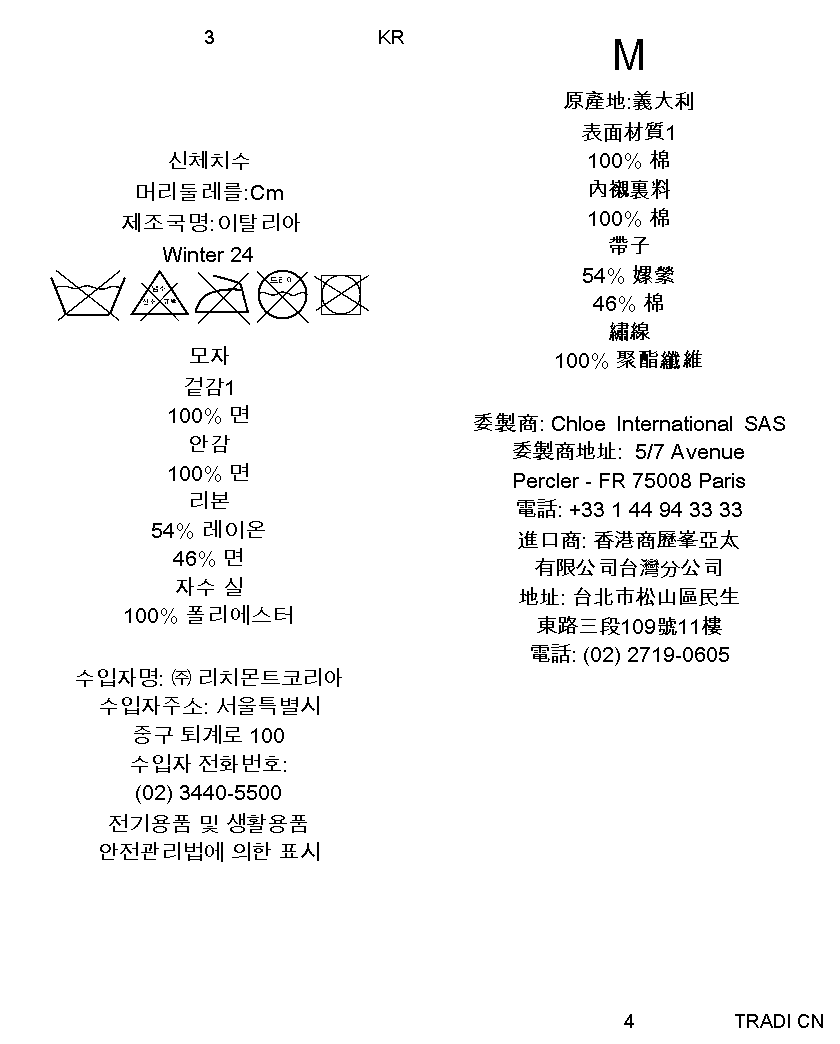 3
KR
신체치수
머리둘레를:Cm
제조국명:이탈리아
Winter 24
드라이
염소
산소 표백
모자
겉감1
100% 면
안감
100% 면
리본
54% 레이온
46% 면
자수 실
100% 폴리에스터
수입자명: ㈜ 리치몬트코리아
수입자주소: 서울특별시
중구 퇴계로 100
수입자 전화번호:
(02) 3440-5500
전기용품 및 생활용품
안전관리법에 의한 표시
M
原產地:義大利
表面材質1
100% 棉
內襯裏料
100% 棉
帶子
54% 嫘縈
46% 棉
繡線
100% 聚酯纖維
委製商: Chloe International SAS
委製商地址: 5/7 Avenue
Percler - FR 75008 Paris
電話: +33 1 44 94 33 33
進口商: 香港商歷峯亞太
有限公司台灣分公司
地址: 台北市松山區民生
東路三段109號11樓
電話: (02) 2719-0605
4
TRADI CN